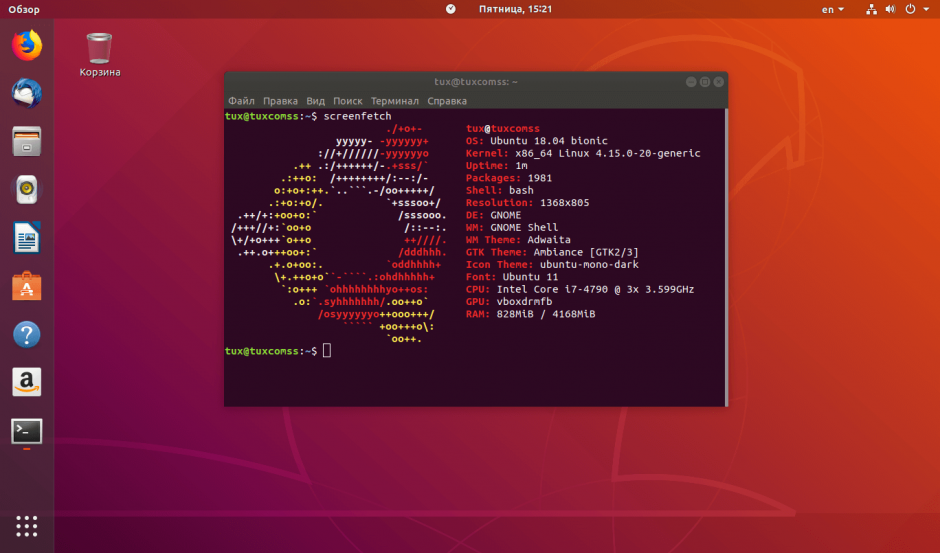 Обзор
Пятница, 15:21
en
Корзина
tux@tuxcomss: ~
Файл Правка Вид Поиск Терминал Справка
tux@tuxcomss:~$ screenfetch
./+o+- tux@tuxcomss
yyyyy- -yyyyyy+ OS: Ubuntu 18.04 bionic
://+//////-yyyyyyo Kernel: x86_64 Linux 4.15.0-20-generic
.++ .:/++++++/-.+sss/` Uptime: 1m
.:++o: /++++++++/:--:/- Packages: 1981
o:+o+:++.`..```.-/oo+++++/ Shell: bash
.:+o:+o/. `+sssoo+/ Resolution: 1368x805
.++/+:+oo+o:` /sssooo. DE: GNOME
/+++//+:`oo+o /::--:. WM: GNOME Shell
\+/+o+++`o++o ++////. WM Theme: Adwaita
.++.o+++oo+:` /dddhhh. GTK Theme: Ambiance [GTK2/3]
.+.o+oo:. `oddhhhh+ Icon Theme: ubuntu-mono-dark
\+.++o+o``-````.:ohdhhhhh+ Font: Ubuntu 11
`:o+++ `ohhhhhhhhyo++os: CPU: Intel Core i7-4790 @ 3x 3.599GHz
.o:`.syhhhhhhh/.oo++o` GPU: vboxdrmfb
/osyyyyyyo++ooo+++/ RAM: 828MiB / 4168MiB
````` +oo+++o\:
`oo++.
tux@tuxcomss:~$